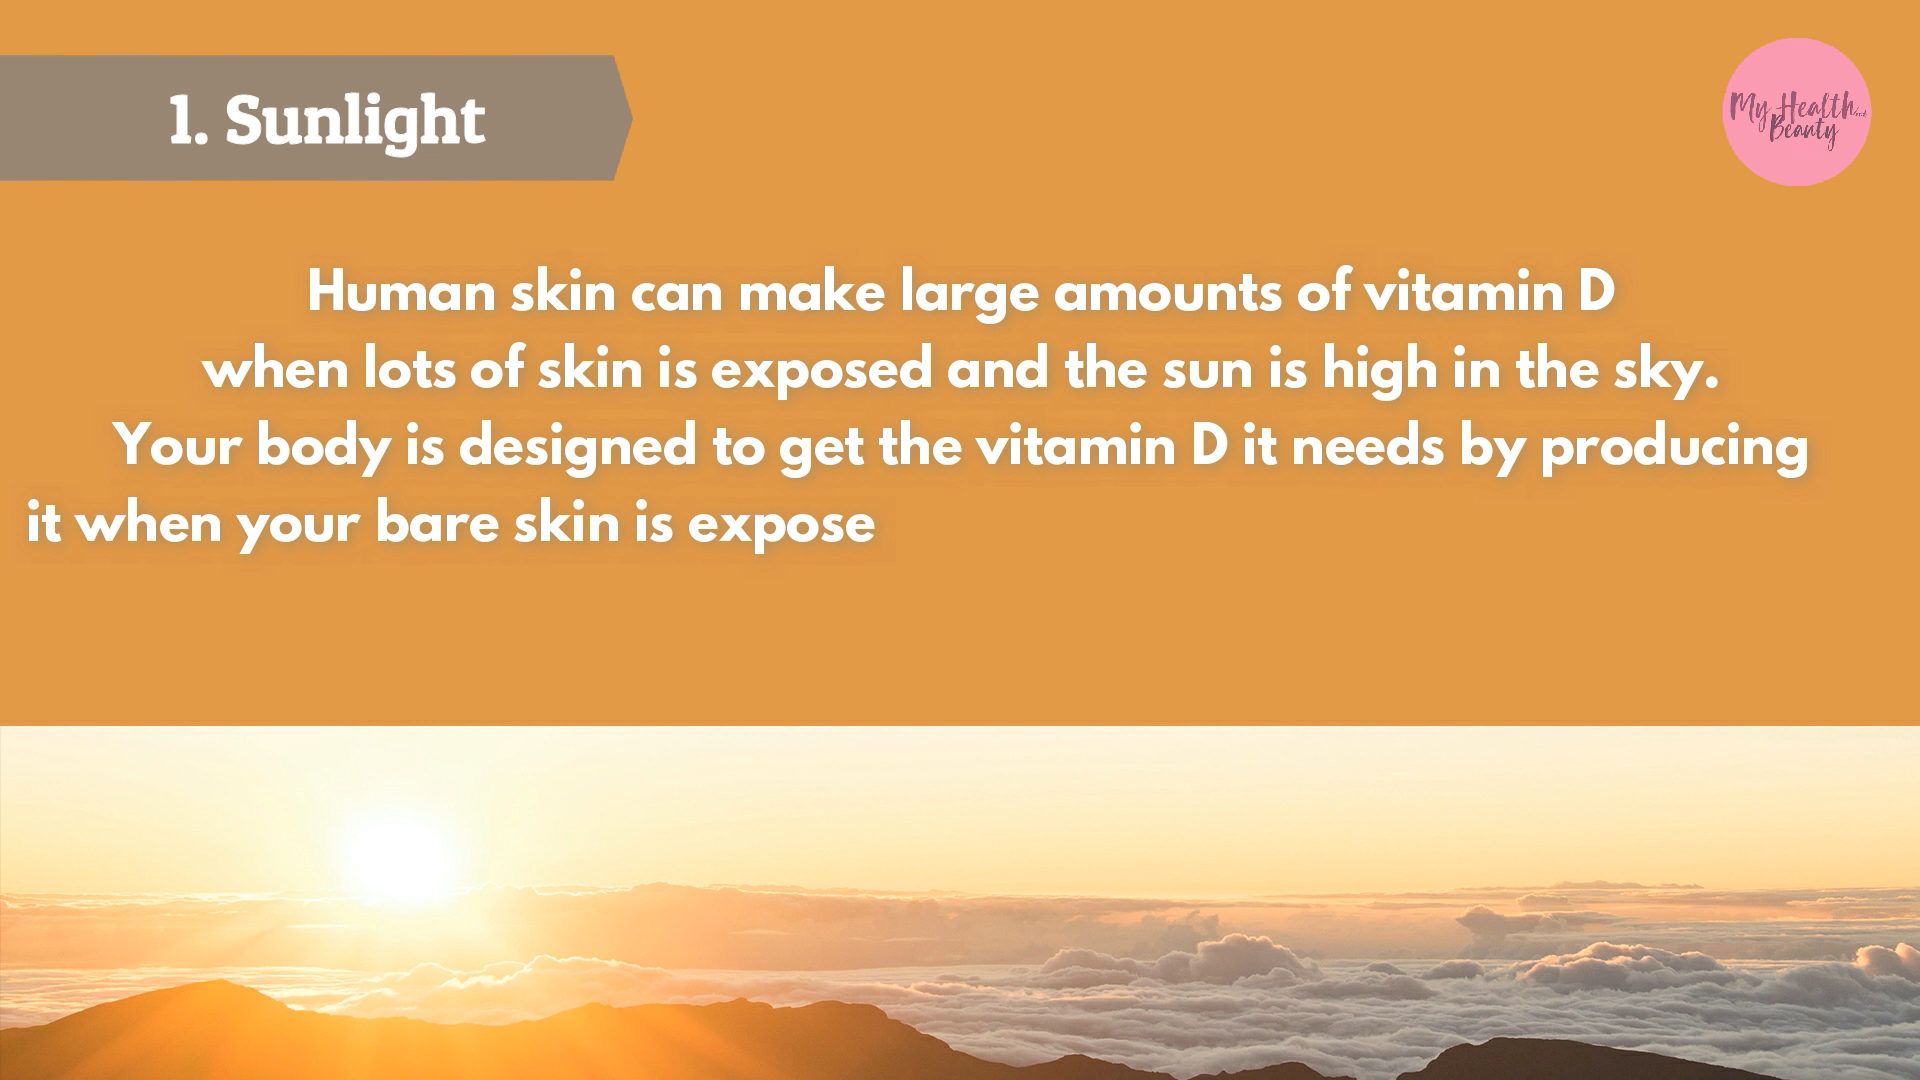 1. Sunlight
My Health
Beauty
Human skin can make large amounts of vitamin D
when lots of skin is exposed and the sun is high in the sky.
Your body is designed to get the vitamin D it needs by producing
it when your bare skin is expose